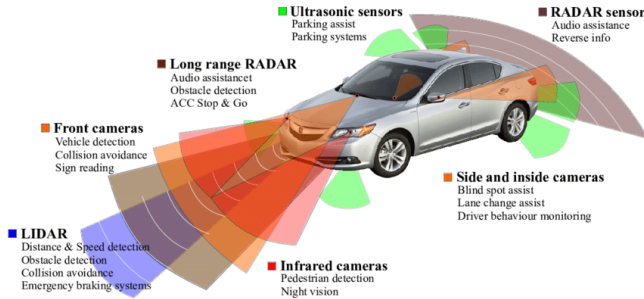 Ultrasonic sensors
Parking assist
Parking systems
RADAR sensor
Audio assistance
Reverse info
Long range RADAR
Audio assistancet
Obstacle detection
ACC Stop & Go
Front cameras
Vehicle detection
Collision avoidance
Sign reading
Side and inside cameras
Blind spot assist
Lane change assist
Driver behaviour monitoring
LIDAR
Distance & Speed detection
Obstacle detection
Collision avoidance
Emergency braking systems
Infrared cameras
Pedestrian detection
Night vision